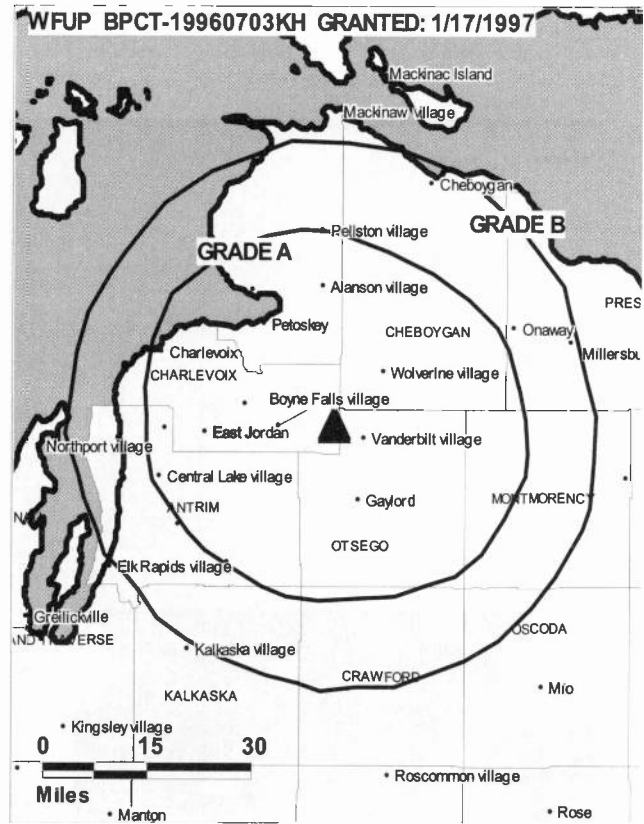 WFUP BPCT-19960703KH GRANTED: 1/17/1997
Mackinac Island
Mackinaw village
Cheboygan
GRADE B
Pellston village
GRADE A
Alanson village
PRES
Petoskey
CHEBOYGAN
Onaway
Millersbu
Charlevoix
CHARLEVOIX
Wolverine village
Boyne Falls village
East Jordan
Vanderbilt village
Northport village
Central Lake village
Gaylord
MONTMORENCY
ANTRIM
NA
OTSEGO
Elk Rapids village
Greilickville
OSCODA
AND TRAVERSE
Kalkaska village
CRAWFORD
Mio
KALKASKA
Kingsley village
0 15 30
Miles
Roscommon village
Manton
Rose